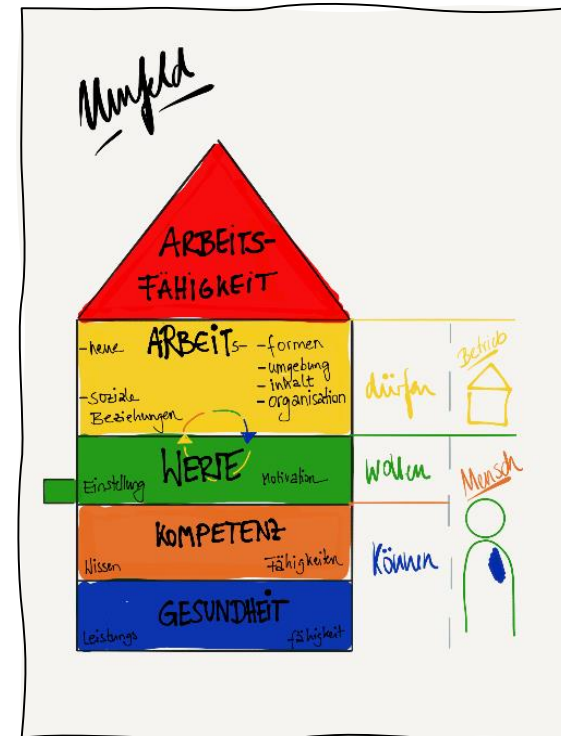 Umfeld
ARBEITS-
FÄHIGKEIT
-neue ARBEITs- -formen
-umgebung
-inhalt
-organisation
-soziale
Beziehungen
dürfen
Betrieb
WERTE
Einstellung Motivation
wollen
Mensch
KOMPETENZ
Wissen Fähigkeiten
Können
GESUNDHEIT
Leistungs fähigkeit